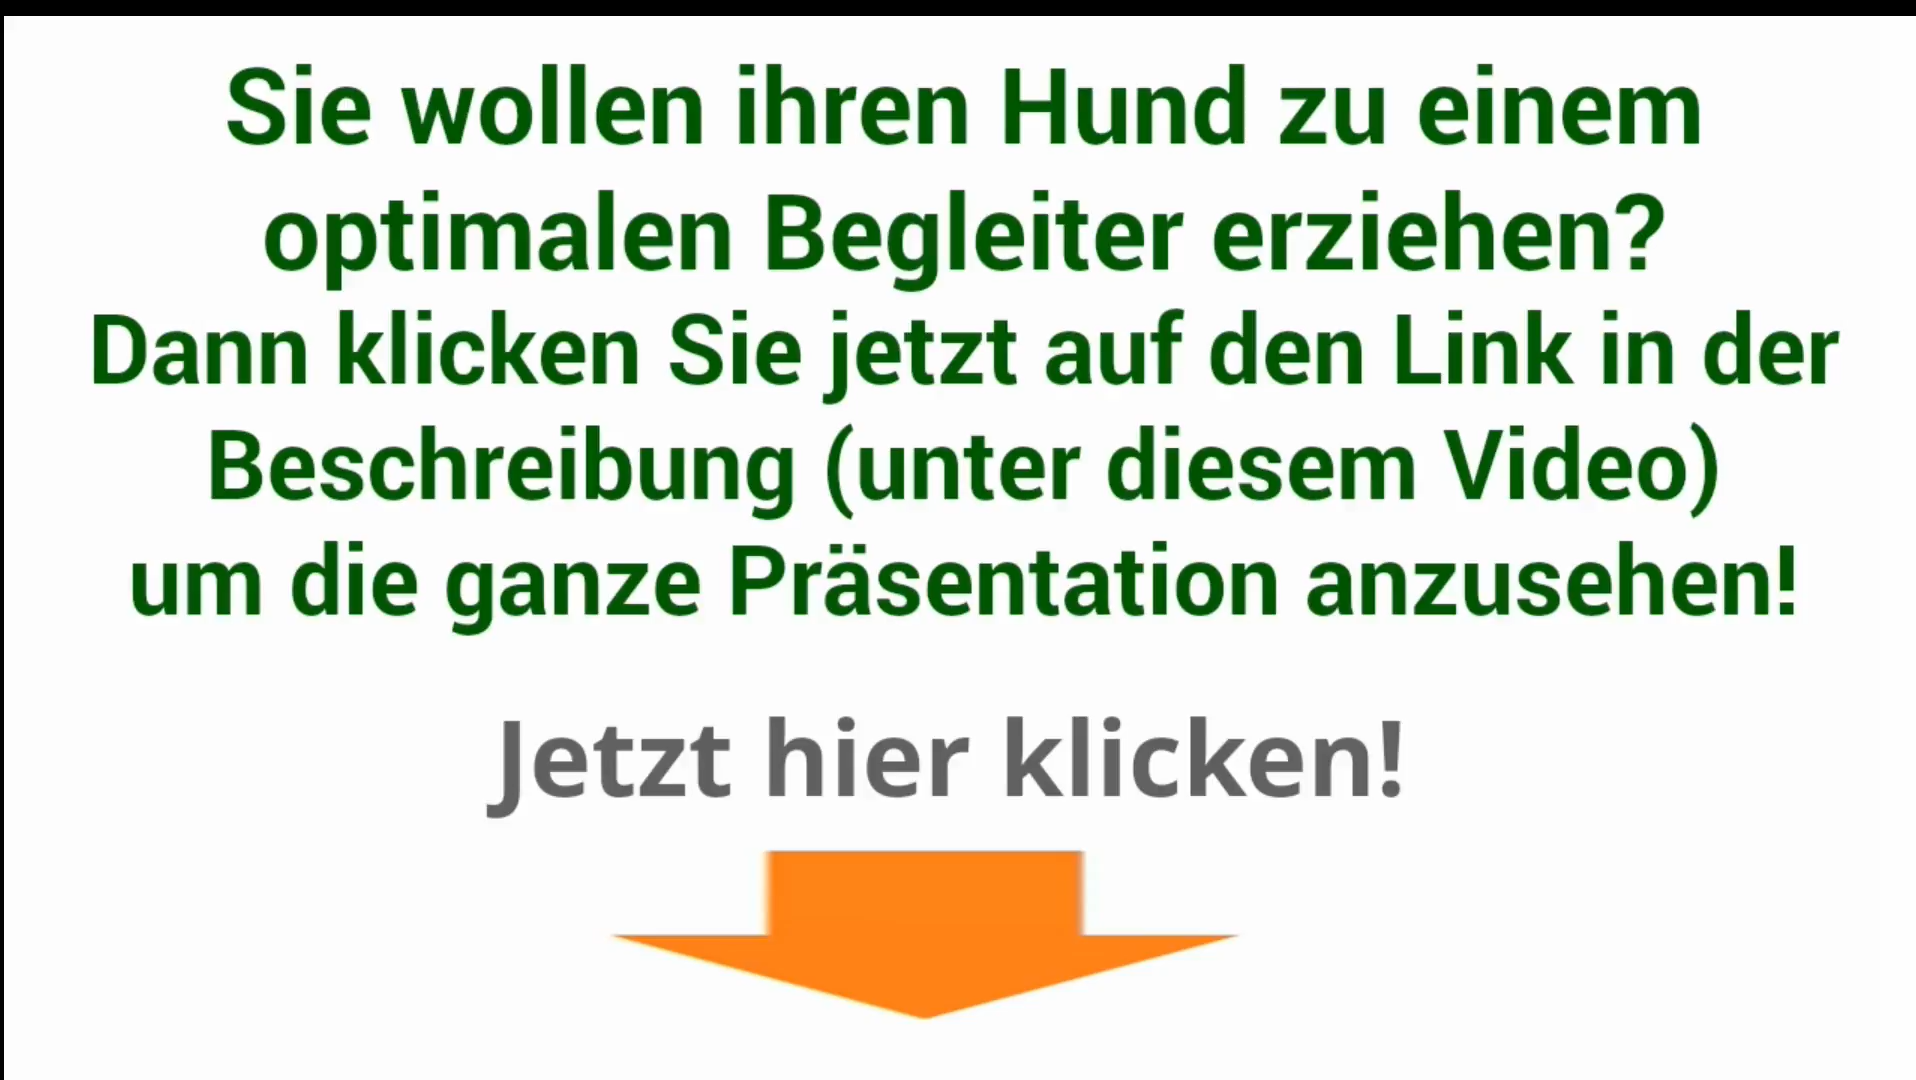 Sie wollen ihren Hund zu einem
optimalen Begleiter erziehen?
Dann klicken Sie jetzt auf den Link in der
Beschreibung (unter diesem Video)
um die ganze Präsentation anzusehen!
Jetzt hier klicken!